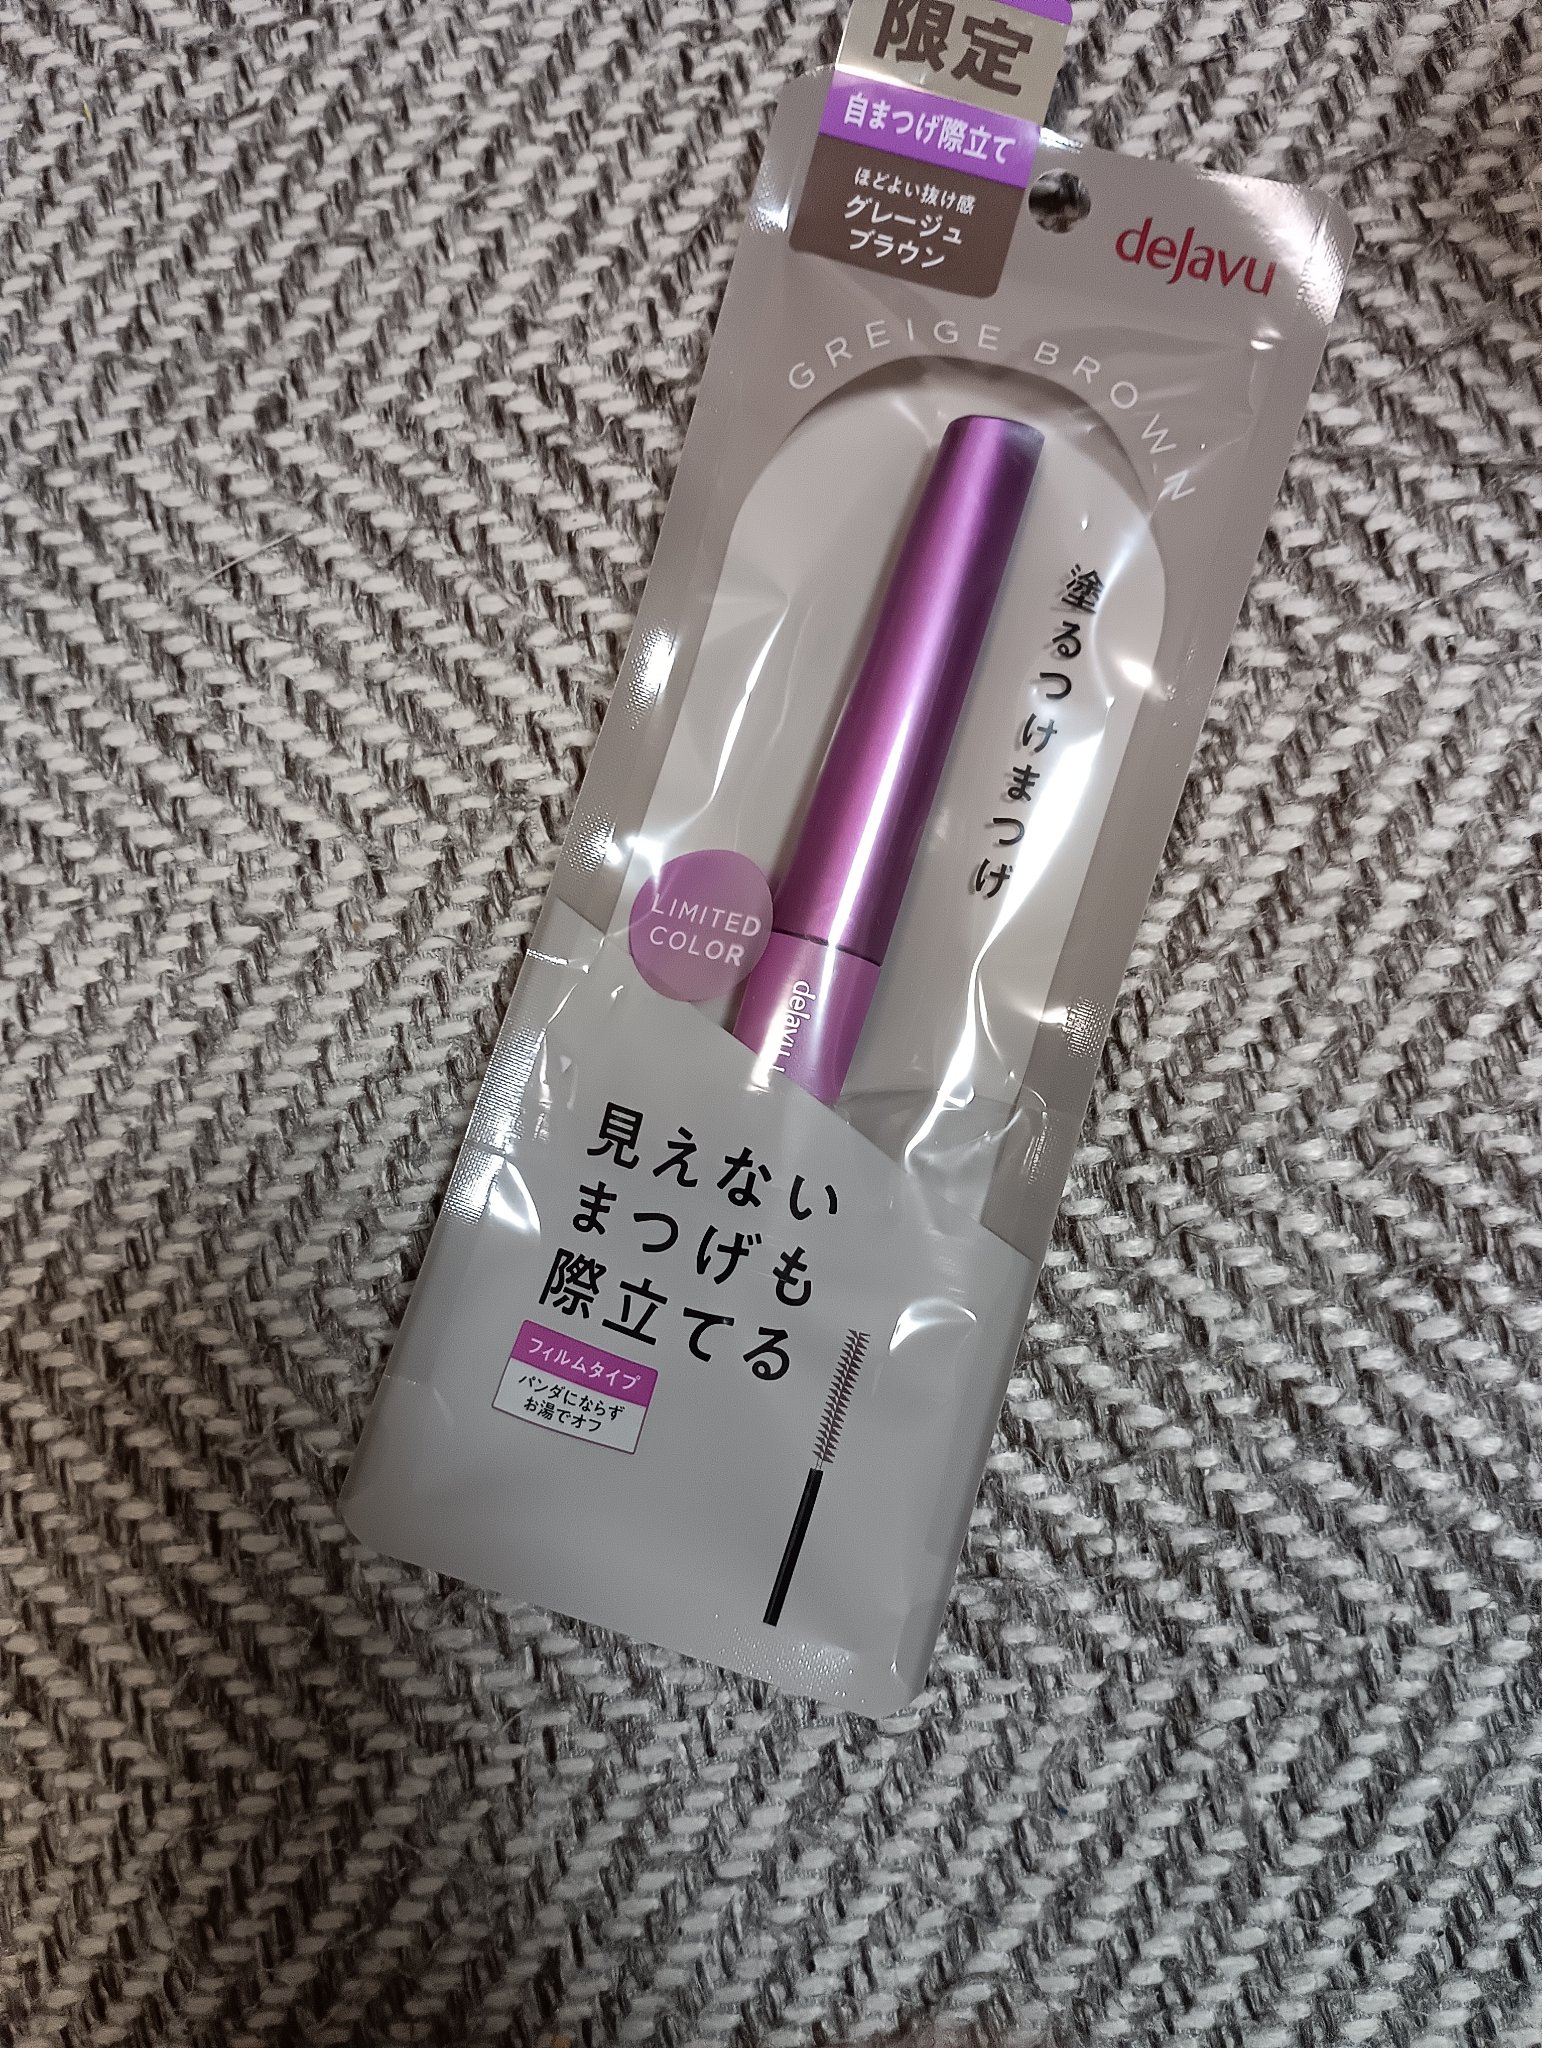 限定
自まつげ際立て
ほどよい抜け感
グレージュ
ブラウン
dejavu
GREIGE BROWN
塗るつけまつげ
LIMITED
COLOR
dejavu
見えない
まつげも
際立てる
フィルムタイプ
パンダにならず
お湯でオフ